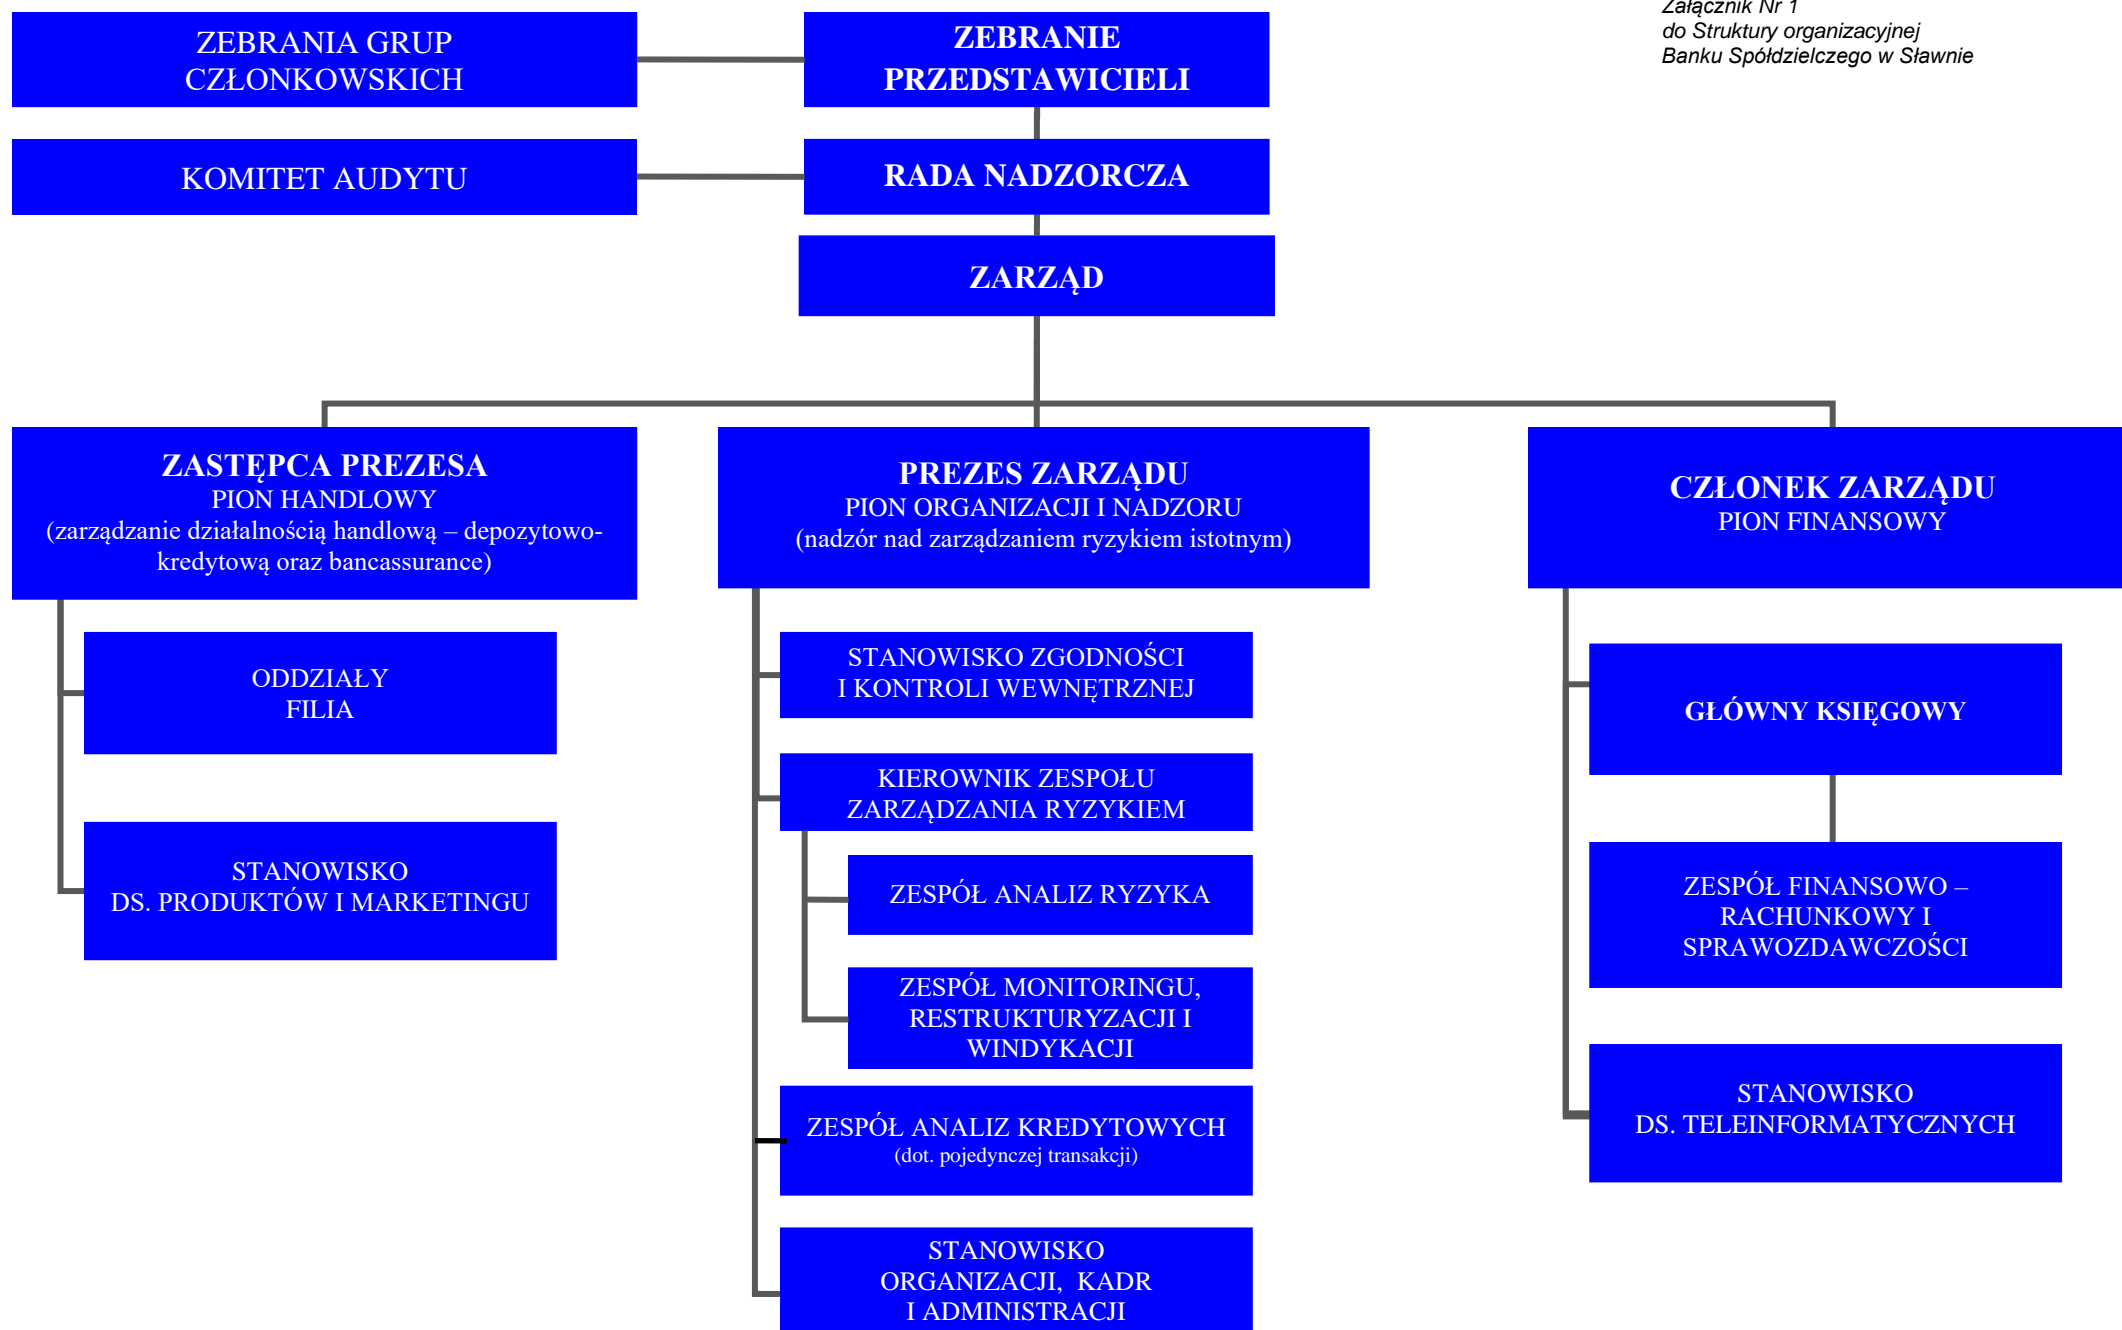 Załącznik Nr 1
do Struktury organizacyjnej
Banku Spółdzielczego w Sławnie
ZEBRANIA GRUP
CZŁONKOWSKICH
ZEBRANIE
PRZEDSTAWICIELI
KOMITET AUDYTU
RADA NADZORCZA
ZARZĄD
ZASTĘPCA PREZESA
PION HANDLOWY
(zarządzanie działalnością handlową – depozytowo-
kredytową oraz bancassurance)
ODDZIAŁY
FILIA
STANOWISKO
DS. PRODUKTÓW I MARKETINGU
PREZES ZARZĄDU
PION ORGANIZACJI I NADZORU
(nadzór nad zarządzaniem ryzykiem istotnym)
STANOWISKO ZGODNOŚCI
I KONTROLI WEWNĘTRZNEJ
KIEROWNIK ZESPOŁU
ZARZĄDZANIA RYZYKIEM
ZESPÓŁ ANALIZ RYZYKA
ZESPÓŁ MONITORINGU,
RESTRUKTURYZACJI I
WINDYKACJI
ZESPÓŁ ANALIZ KREDYTOWYCH
(dot. pojedynczej transakcji)
STANOWISKO
ORGANIZACJI, KADR
I ADMINISTRACJI
CZŁONEK ZARZĄDU
PION FINANSOWY
GŁÓWNY KSIĘGOWY
ZESPÓŁ FINANSOWO –
RACHUNKOWY I
SPRAWOZDAWCZOŚCI
STANOWISKO
DS. TELEINFORMATYCZNYCH